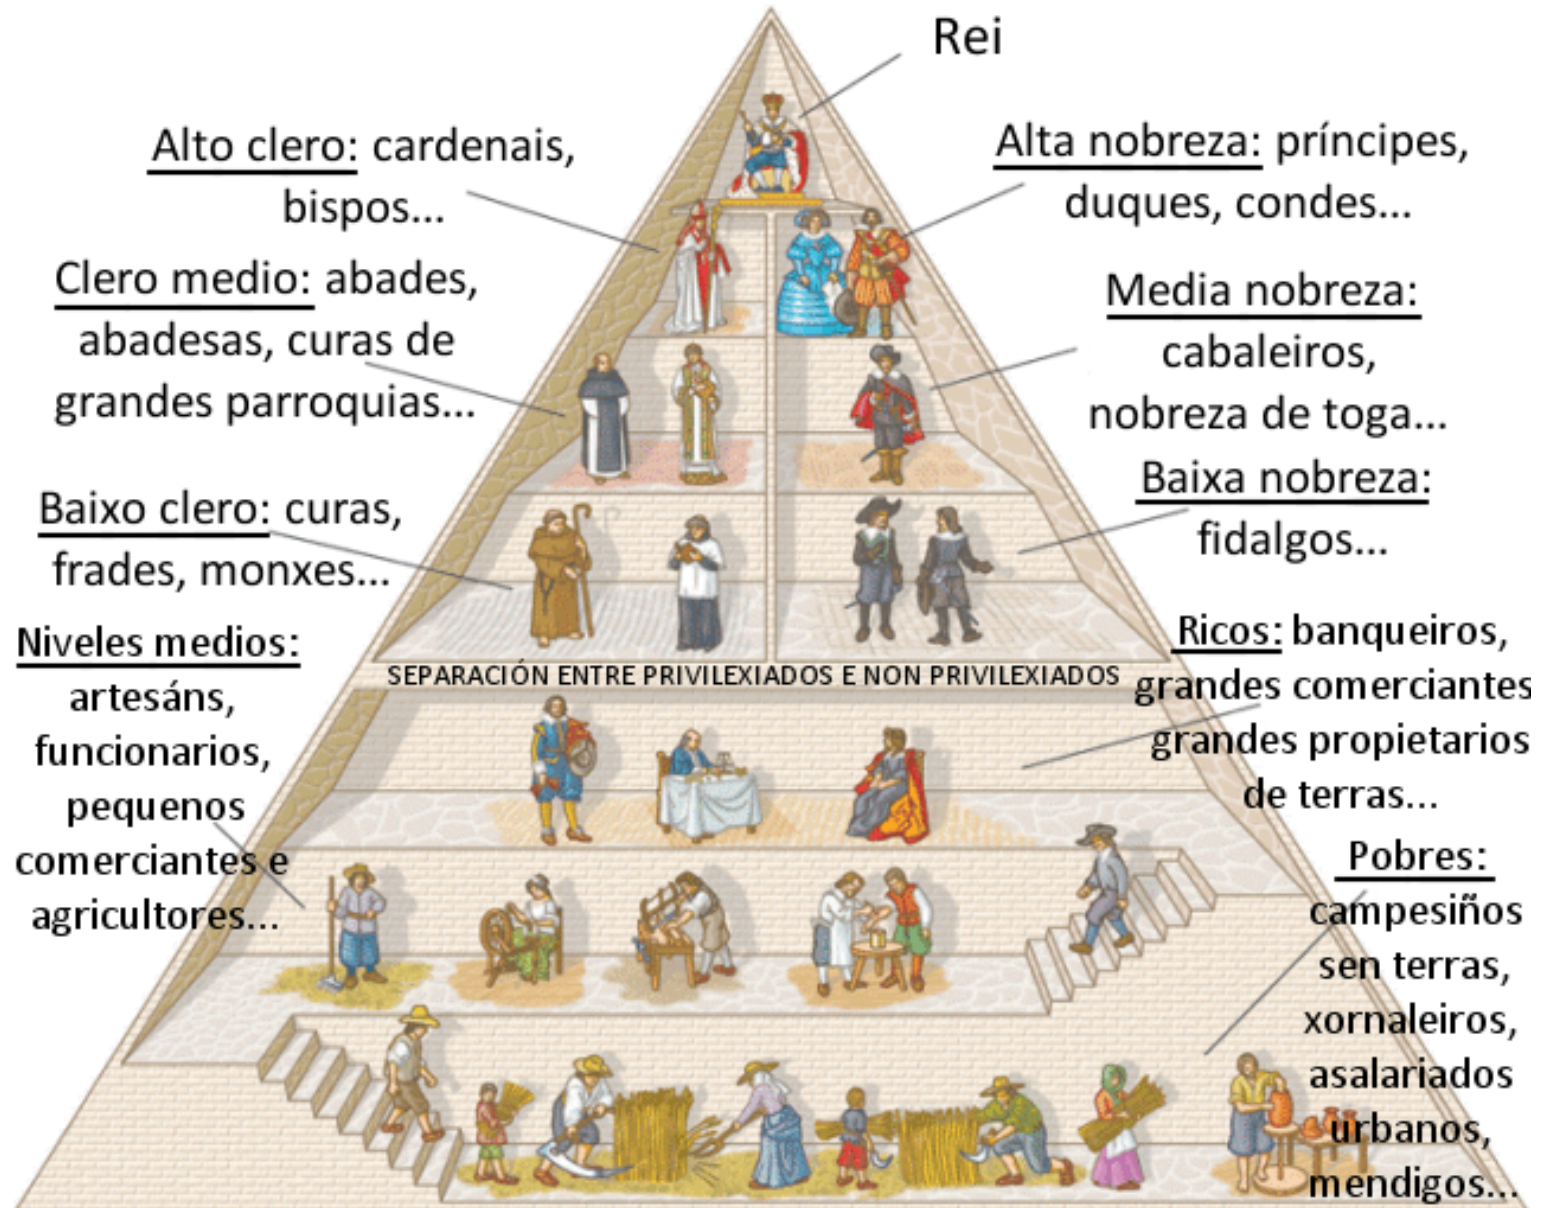 Rei
Alto clero: cardenais,
bispos...
Alta nobreza: príncipes,
duques, condes...
Clero medio: abades,
abadesas, curas de
grandes parroquias...
Media nobreza:
cabaleiros,
nobreza de toga...
Baixo clero: curas,
frades, monxes...
Baixa nobreza:
fidalgos...
SEPARACIÓN ENTRE PRIVILEXIADOS E NON PRIVILEXIADOS
Niveles medios:
artesáns,
funcionarios,
pequenos
comerciantes e
agricultores...
Ricos: banqueiros,
grandes comerciantes
grandes propietarios
de terras...
Pobres:
campesiños
sen terras,
xornaleiros,
asalariados
urbanos,
mendigos...